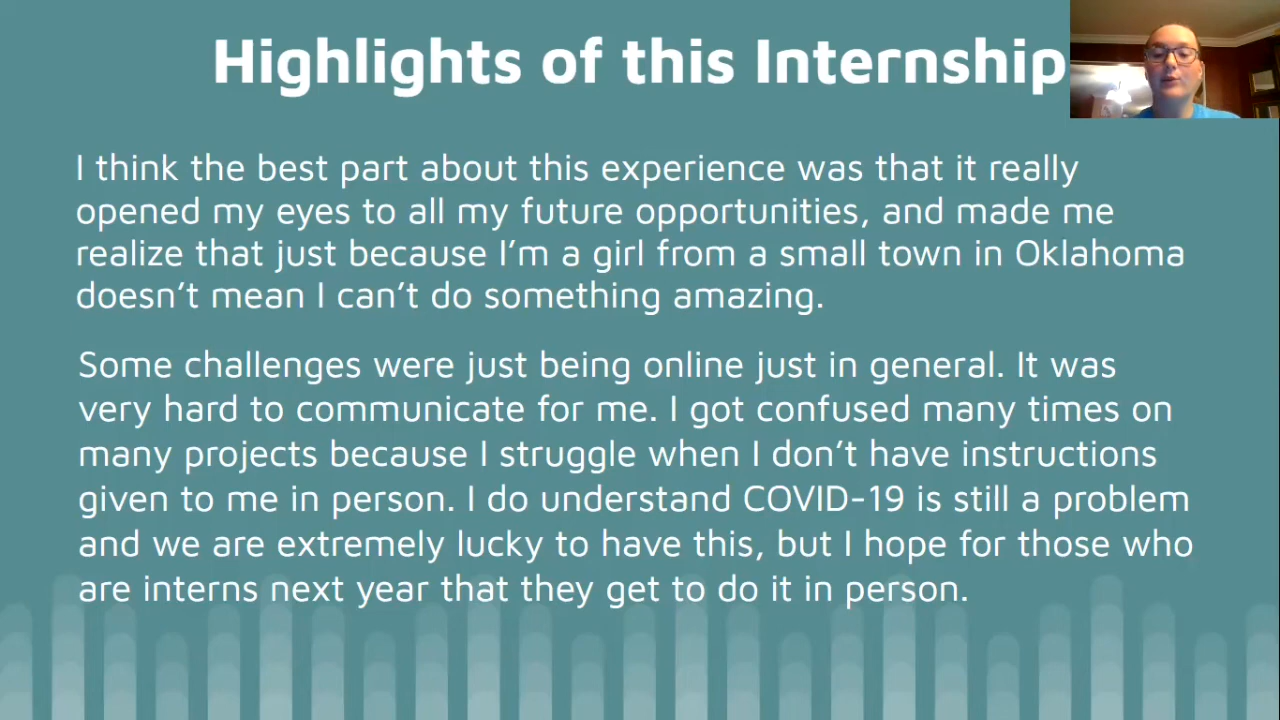 Highlights of this Internship
I think the best part about this experience was that it really
opened my eyes to all my future opportunities, and made me
realize that just because I’m a girl from a small town in Oklahoma
doesn’t mean I can’t do something amazing.
Some challenges were just being online just in general. It was
very hard to communicate for me. I got confused many times on
many projects because I struggle when I don’t have instructions
given to me in person. I do understand COVID-19 is still a problem
and we are extremely lucky to have this, but I hope for those who
are interns next year that they get to do it in person.